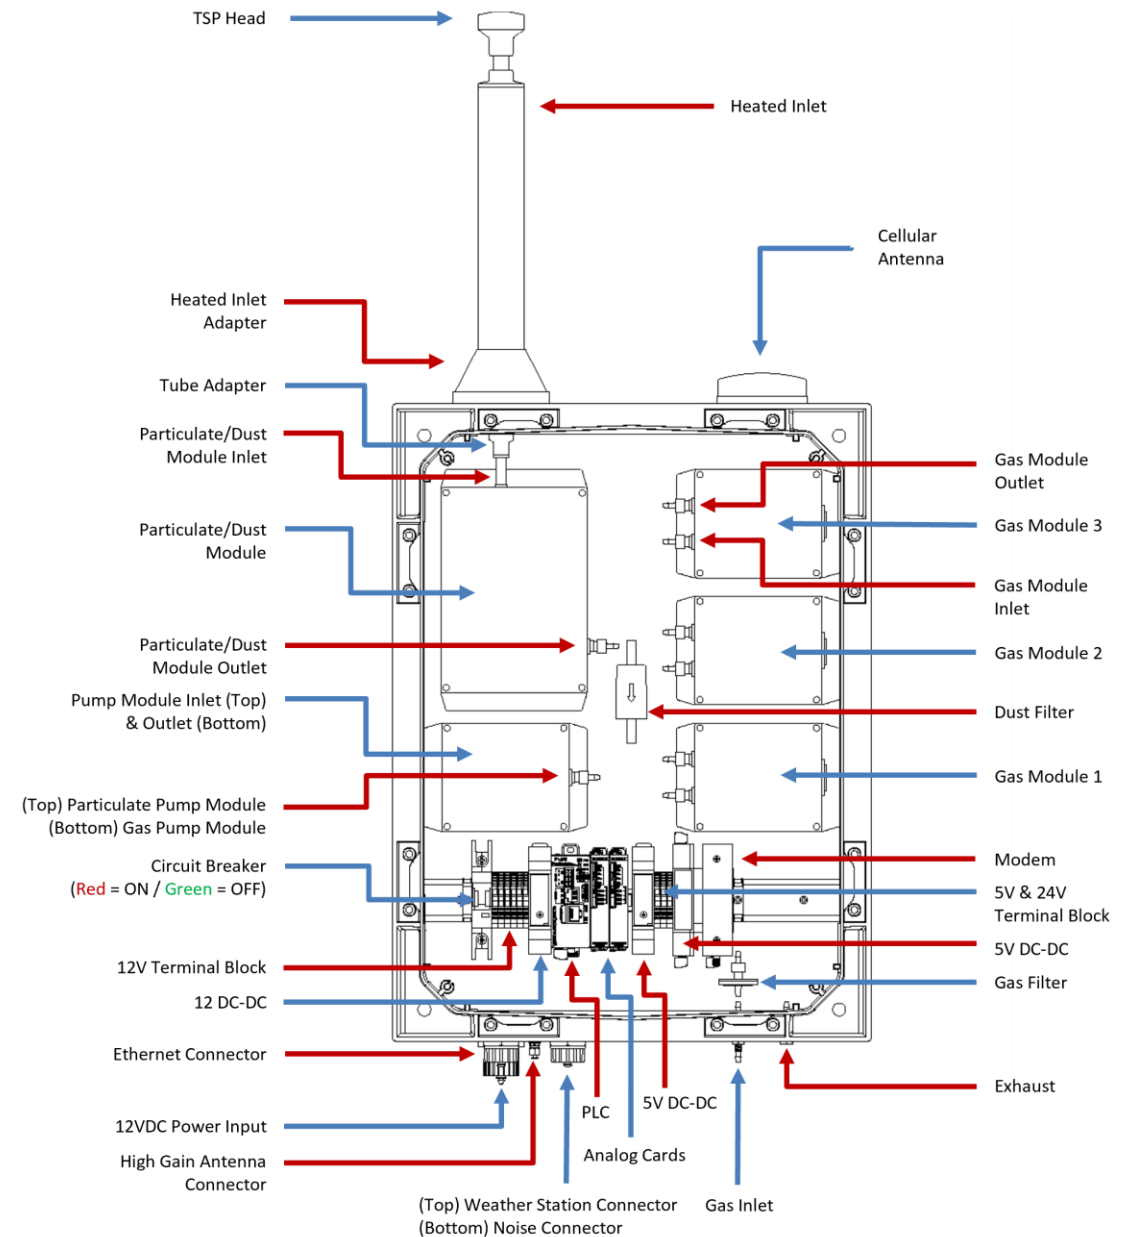 TSP Head
Heated Inlet
Cellular
Antenna
Heated Inlet
Adapter
Tube Adapter
Particulate/Dust
Module Inlet
Gas Module
Outlet
Particulate/Dust
Module
Gas Module 3
Gas Module
Inlet
Particulate/Dust
Module Outlet
Gas Module 2
Pump Module Inlet (Top)
& Outlet (Bottom)
Dust Filter
(Top) Particulate Pump Module
(Bottom) Gas Pump Module
Gas Module 1
Circuit Breaker
(Red = ON / Green = OFF)
Modem
5V & 24V
Terminal Block
12V Terminal Block
5V DC-DC
12 DC-DC
Gas Filter
Ethernet Connector
Exhaust
12VDC Power Input
PLC
5V DC-DC
High Gain Antenna
Connector
Analog Cards
(Top) Weather Station Connector
(Bottom) Noise Connector
Gas Inlet